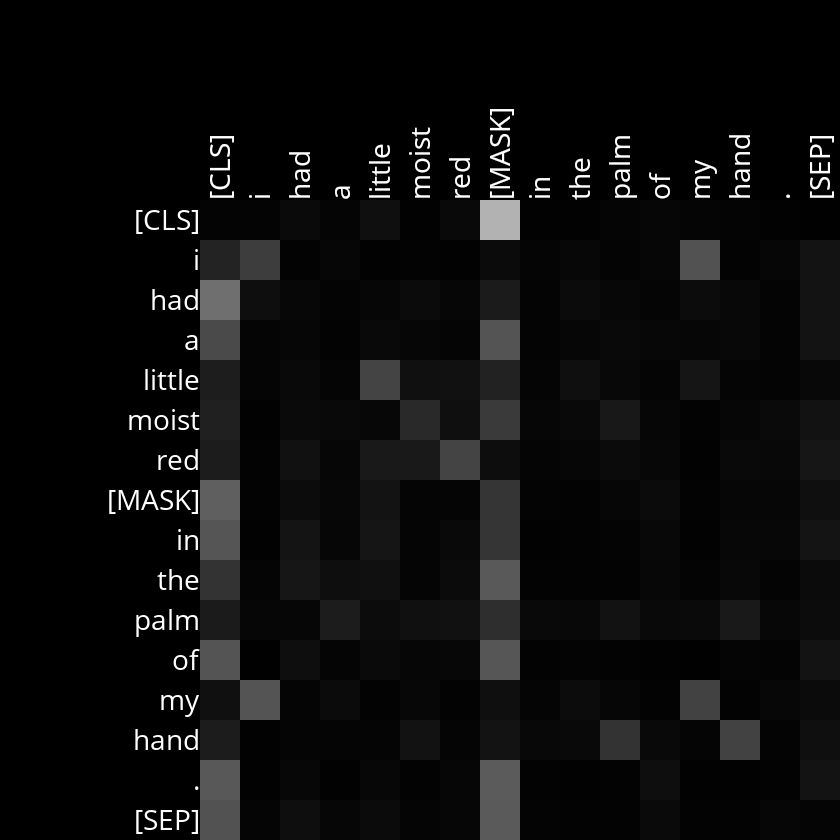 [CLS] i had a little moist red [MASK] in the palm of my hand . [SEP]
[CLS]
i
had
a
little
moist
red
[MASK]
in
the
palm
of
my
hand
.
[SEP]